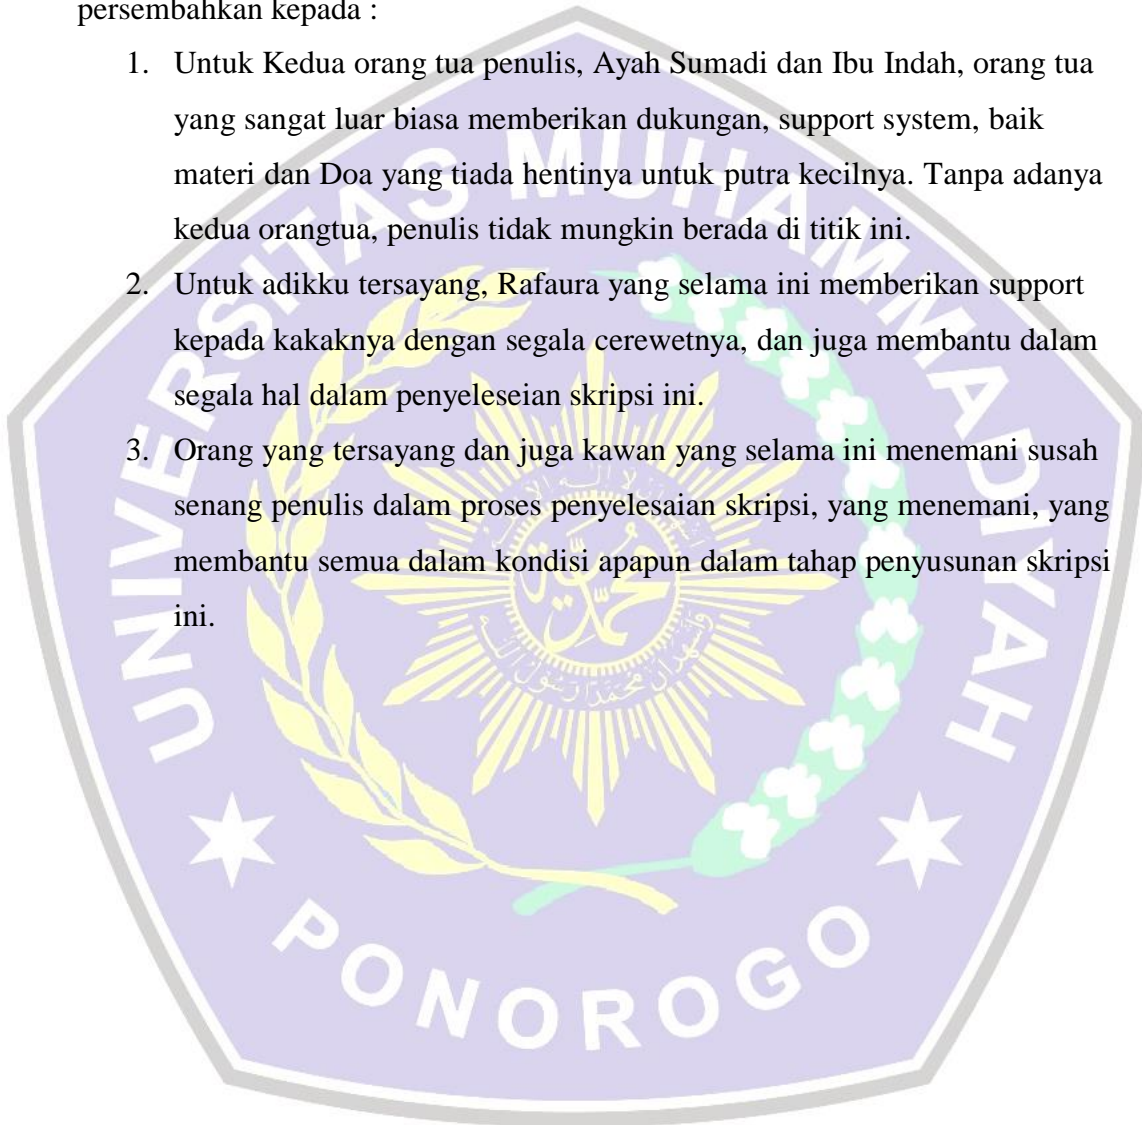 persembahkan kepada :
1. Untuk Kedua orang tua penulis, Ayah Sumadi dan Ibu Indah, orang tua
yang sangat luar biasa memberikan dukungan, support system, baik
materi dan Doa yang tiada hentinya untuk putra kecilnya. Tanpa adanya
kedua orangtua, penulis tidak mungkin berada di titik ini.
2. Untuk adikku tersayang, Rafaura yang selama ini memberikan support
kepada kakaknya dengan segala cerewetnya, dan juga membantu dalam
segala hal dalam penyeleseian skripsi ini.
3. Orang yang tersayang dan juga kawan yang selama ini menemani susah
senang penulis dalam proses penyelesaian skripsi, yang menemani, yang
membantu semua dalam kondisi apapun dalam tahap penyusunan skripsi
ini.
UNIVERSITAS MUHAMMADIYAH
PONOROGO
محمد